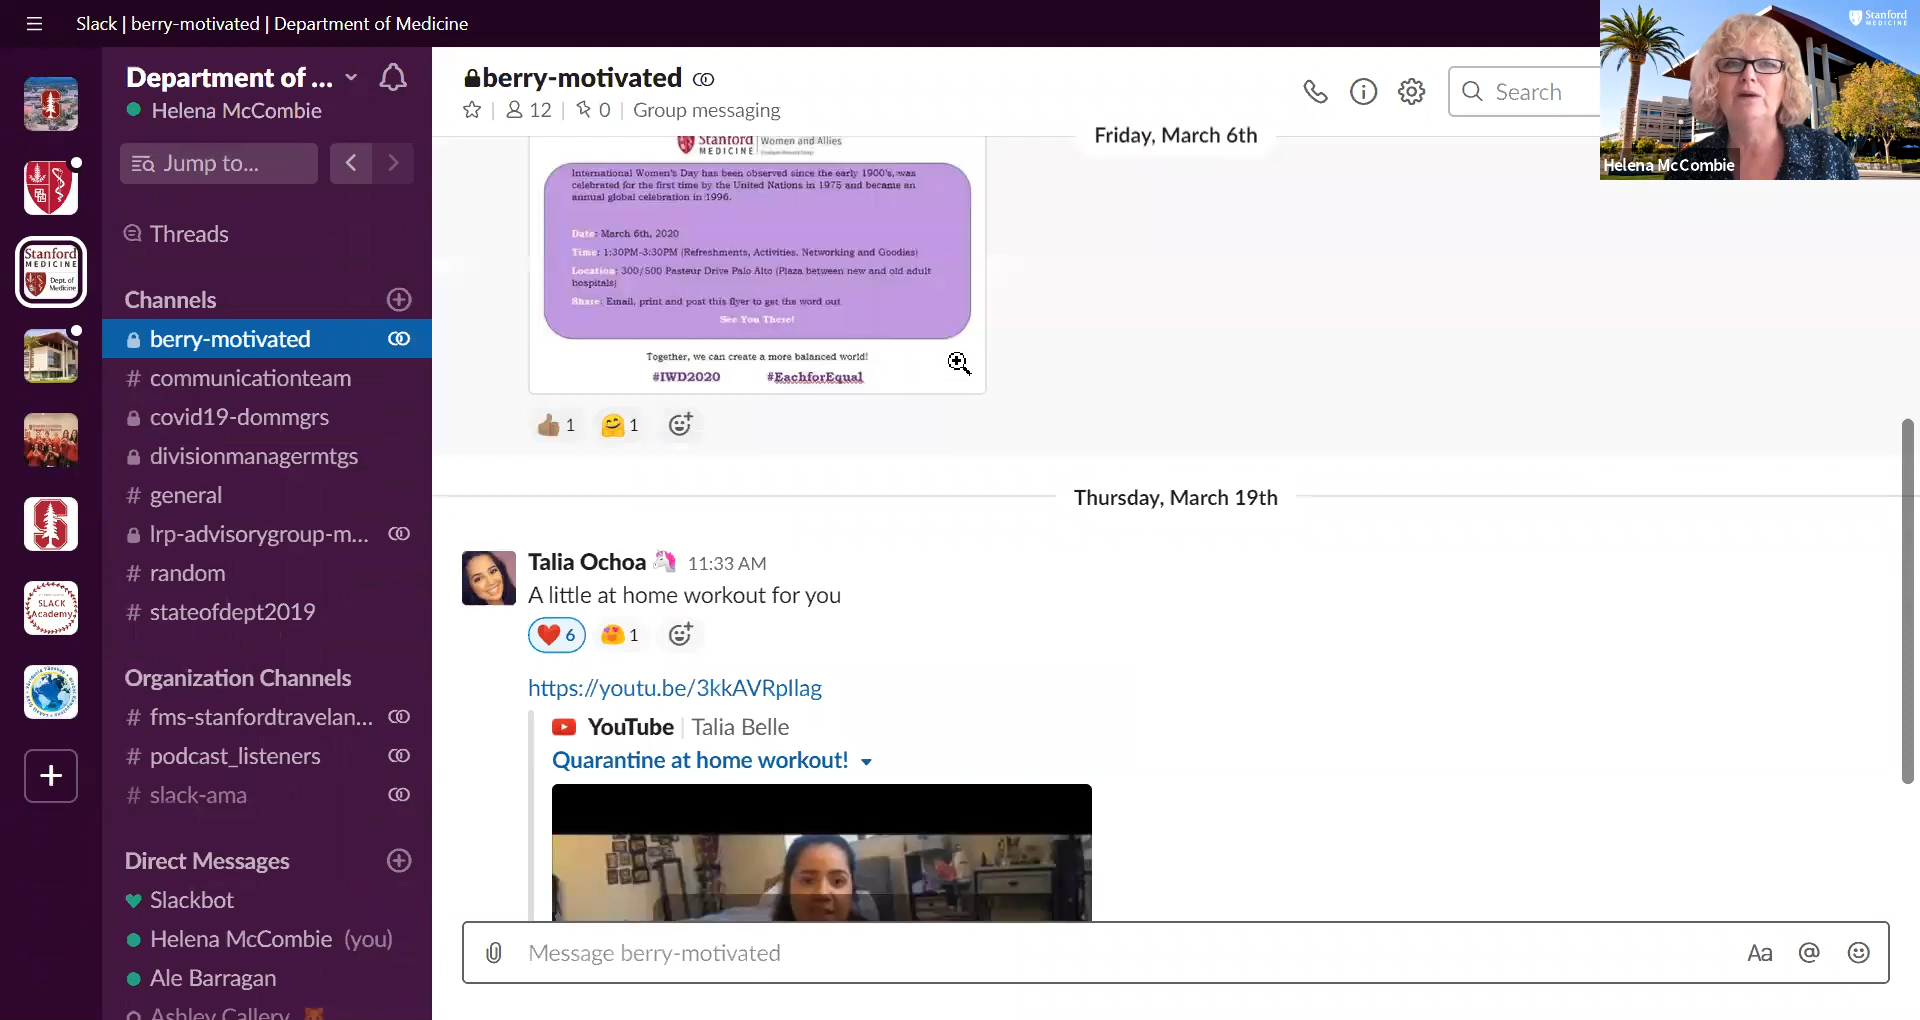 Slack | berry-motivated | Department of Medicine
Stanford
MEDICINE
Helena McCombie
Department of ...
Helena McCombie
Jump to...
Threads
Channels
berry-motivated
# communicationteam
covid19-dommgrs
divisionmanagermtgs
# general
lrp-advisorygroup-m...
# random
# stateofdept2019
Organization Channels
# fms-stanfordtravelan...
# podcast_listeners
# slack-ama
Direct Messages
Slackbot
Helena McCombie (you)
Ale Barragan
Ashley Callery
Stanford
MEDICINE
Dept. of
Medicine
SLACK
Academy
berry-motivated
12
0
Group messaging
Search
Friday, March 6th
Stanford
MEDICINE
Women and Allies
International Women's Day has been observed since the early 1900's, was
celebrated for the first time by the United Nations in 1975 and became an
annual global celebration in 1996.
Date: March 6th, 2020
Time: 1:30PM-3:30PM (Refreshments, Activities, Networking and Goodies)
Location: 300/500 Pasteur Drive Palo Alto (Plaza between new and old adult
hospitals)
Share: Email, print and post this flyer to get the word out
See You There!
Together, we can create a more balanced world!
#IWD2020 #EachforEqual
1 1
Thursday, March 19th
Talia Ochoa 11:33 AM
A little at home workout for you
6 1
https://youtu.be/3kkAVRpIlag
YouTube | Talia Belle
Quarantine at home workout!
Message berry-motivated
Aa @